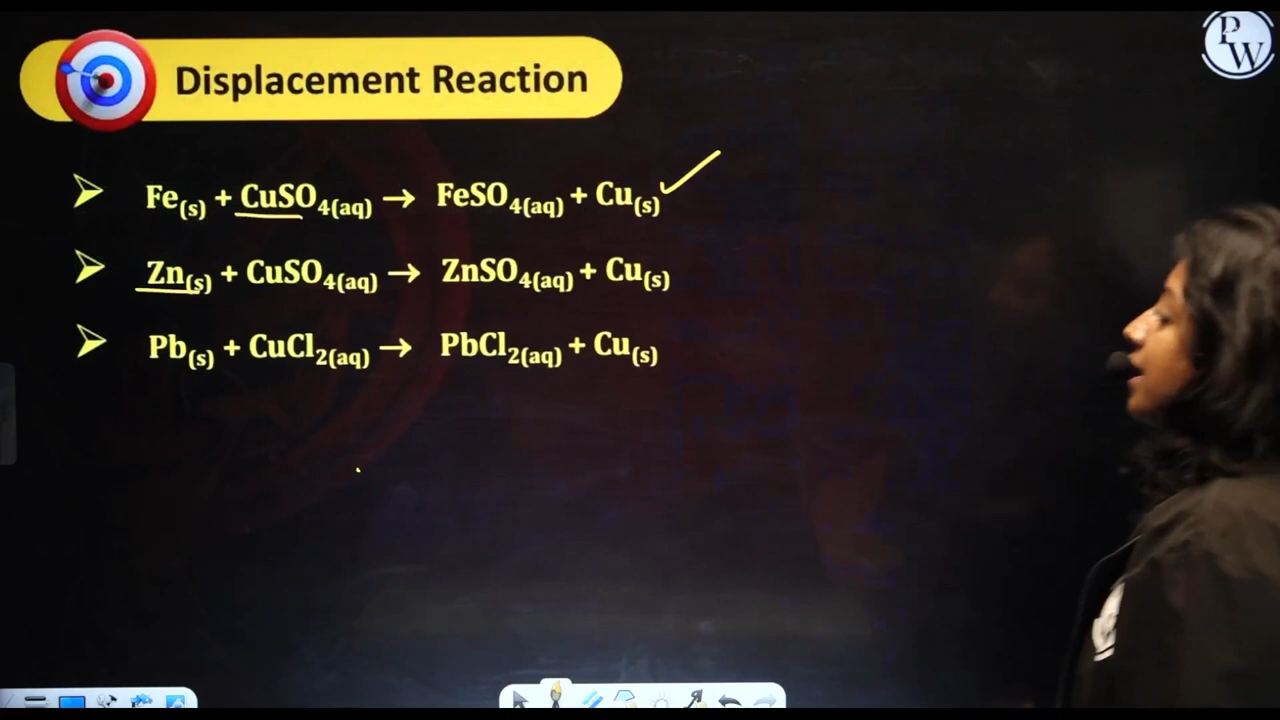 PW
Displacement Reaction
Fe(s) + CuSO4(aq) → FeSO4(aq) + Cu(s)
Zn(s) + CuSO4(aq) → ZnSO4(aq) + Cu(s)
Pb(s) + CuCl2(aq) → PbCl2(aq) + Cu(s)